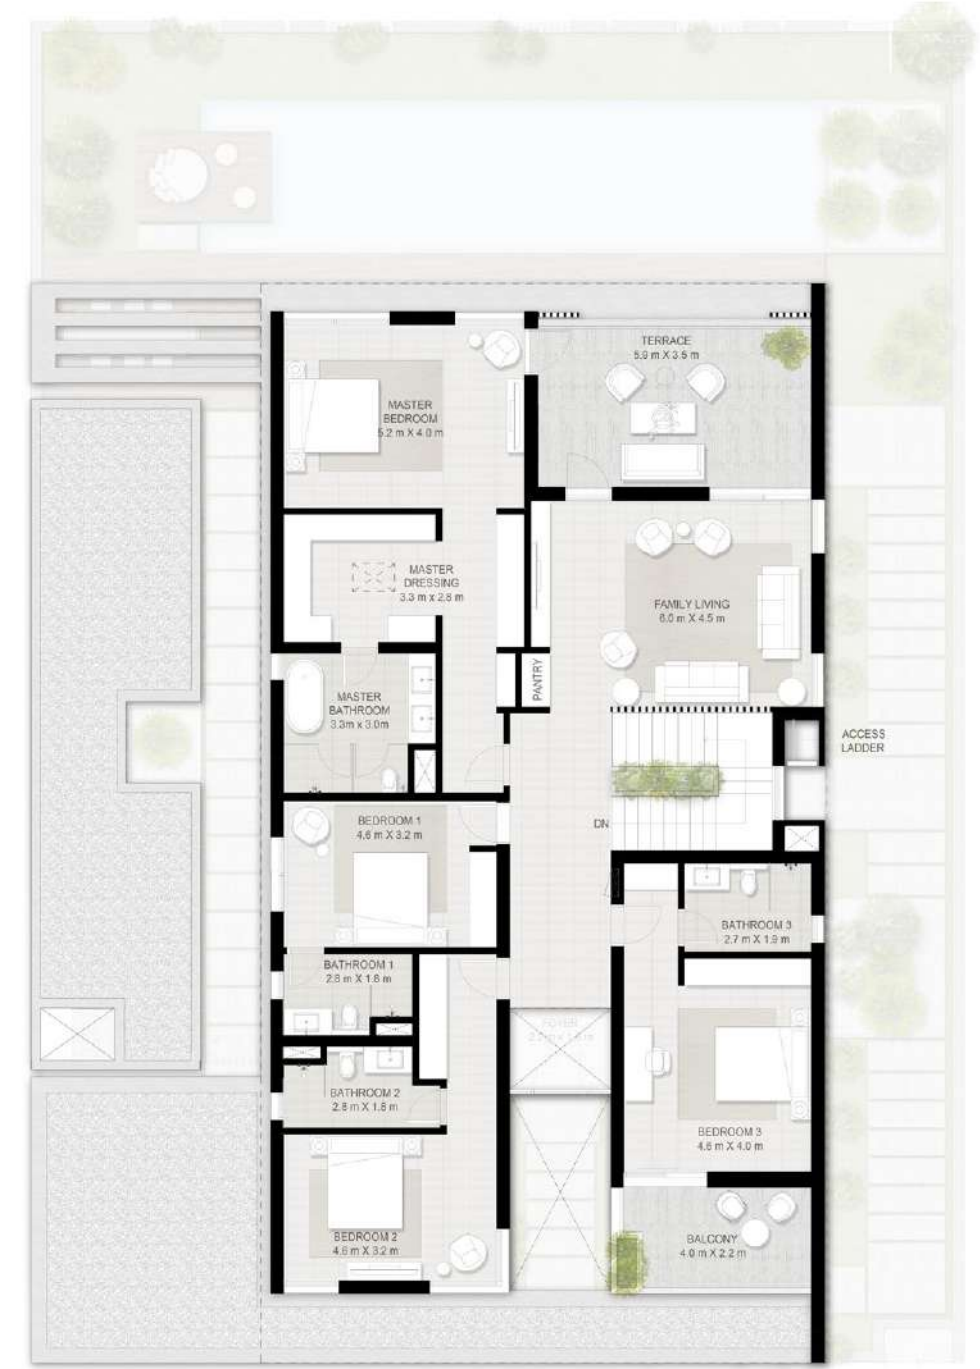 TERRACE
5.9 m X 3.5 m
MASTER
BEDROOM
5.2 m X 4.0 m
MASTER
DRESSING
3.3 m x 2.8 m
FAMILY LIVING
6.0 m X 4.5 m
PANTRY
MASTER
BATHROOM
3.3m x 3.0m
ACCESS
LADDER
DN
BEDROOM 1
4.6 m X 3.2 m
BATHROOM 3
2.7 m X 1.9 m
BATHROOM 1
2.8 m X 1.8 m
FOYER
BATHROOM 2
2.8 m X 1.8 m
BEDROOM 3
4.6 m X 4.0 m
BEDROOM 2
4.6 m X 3.2 m
BALCONY
4.0 m X 2.2 m